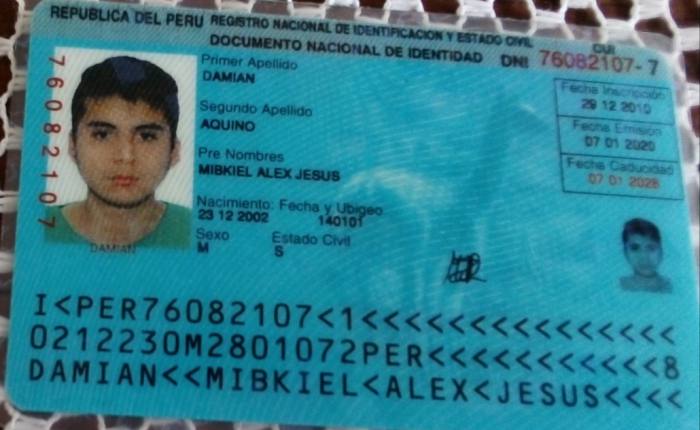 REPUBLICA DEL PERU REGISTRO NACIONAL DE IDENTIFICACION Y ESTADO CIVIL
DOCUMENTO NACIONAL DE IDENTIDAD DNI 76082107-7
CUI
76082107
DAMIAN
Primer Apellido
DAMIAN
Segundo Apellido
AQUINO
Pre Nombres
MIBKIEL ALEX JESUS
Nacimiento: Fecha y Ubigeo
23 12 2002 140101
Sexo Estado Civil
M S
Fecha Inscripción
29 12 2010
Fecha Emisión
07 01 2020
Fecha Caducidad
07 01 2028
I<PER76082107<1<<<<<<<<<<<<<<<
0212230M2801072PER<<<<<<<<<<<8
DAMIAN<<MIBKIEL<ALEX<JESUS<<<<